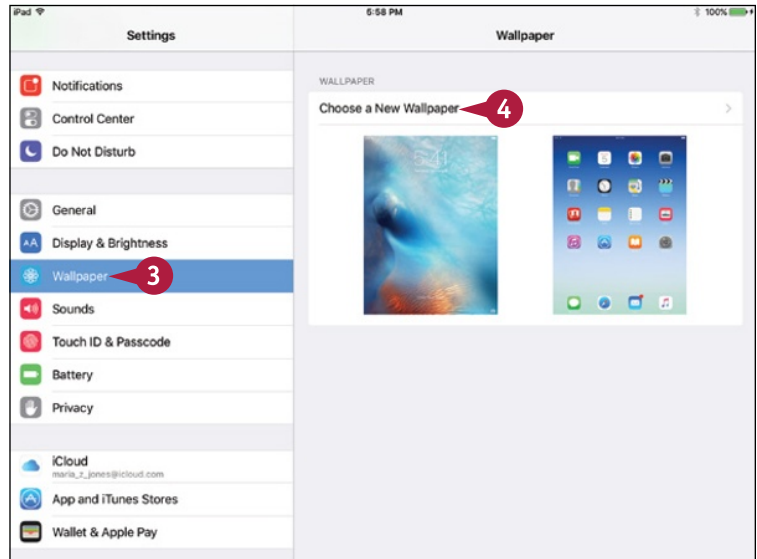 iPad 5:58 PM 100%
Settings
Wallpaper
Notifications
Control Center
Do Not Disturb
General
Display & Brightness
Wallpaper 3
Sounds
Touch ID & Passcode
Battery
Privacy
iCloud
maria_z_jones@icloud.com
App and iTunes Stores
Wallet & Apple Pay
WALLPAPER
Choose a New Wallpaper 4
5:41